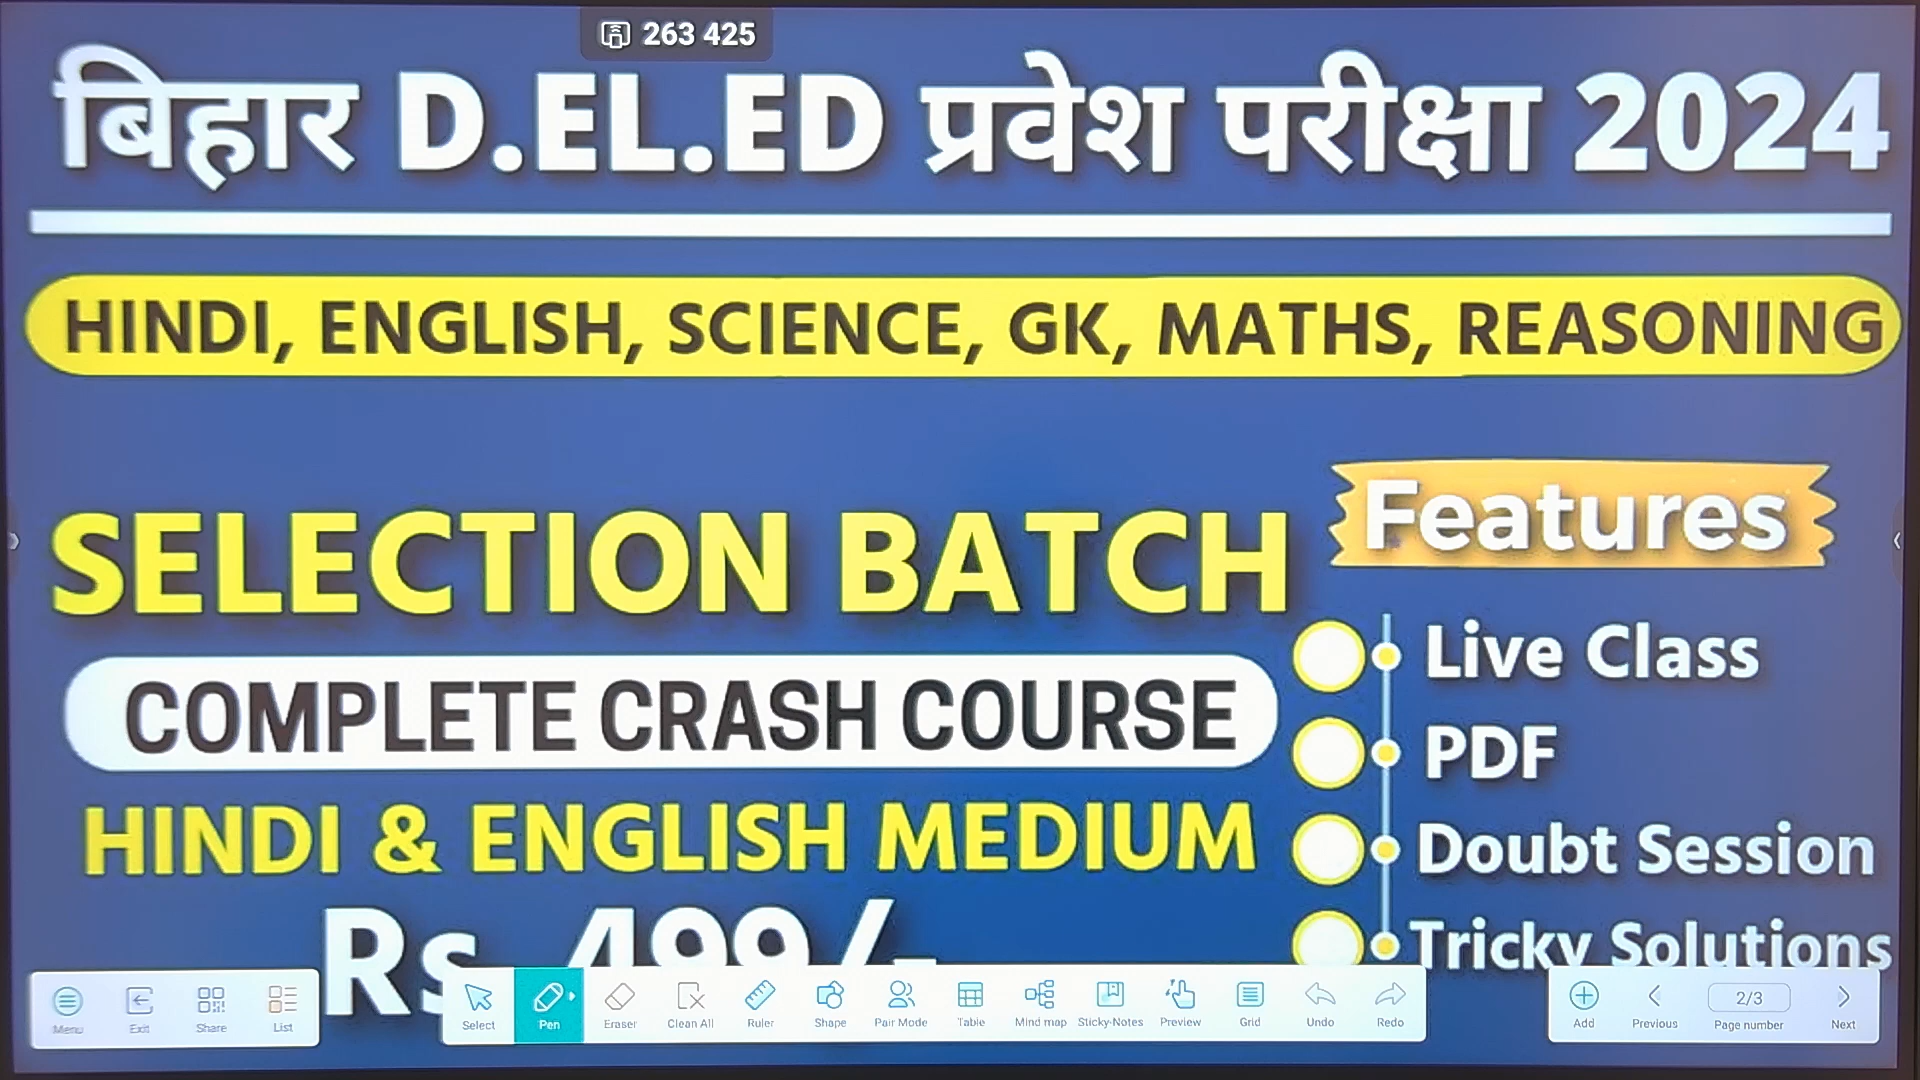 263 425
बिहार D.EL.ED प्रवेश परीक्षा 2024
HINDI, ENGLISH, SCIENCE, GK, MATHS, REASONING
SELECTION BATCH
COMPLETE CRASH COURSE
HINDI & ENGLISH MEDIUM
Rs 499/-
Features
Live Class
PDF
Doubt Session
Tricky Solutions
Menu Exit Share List
Select Pen Eraser Clean All Ruler Shape Pair Mode Table Mind map Sticky-Notes Preview Grid Undo Redo
2/3
Add Previous Page number Next